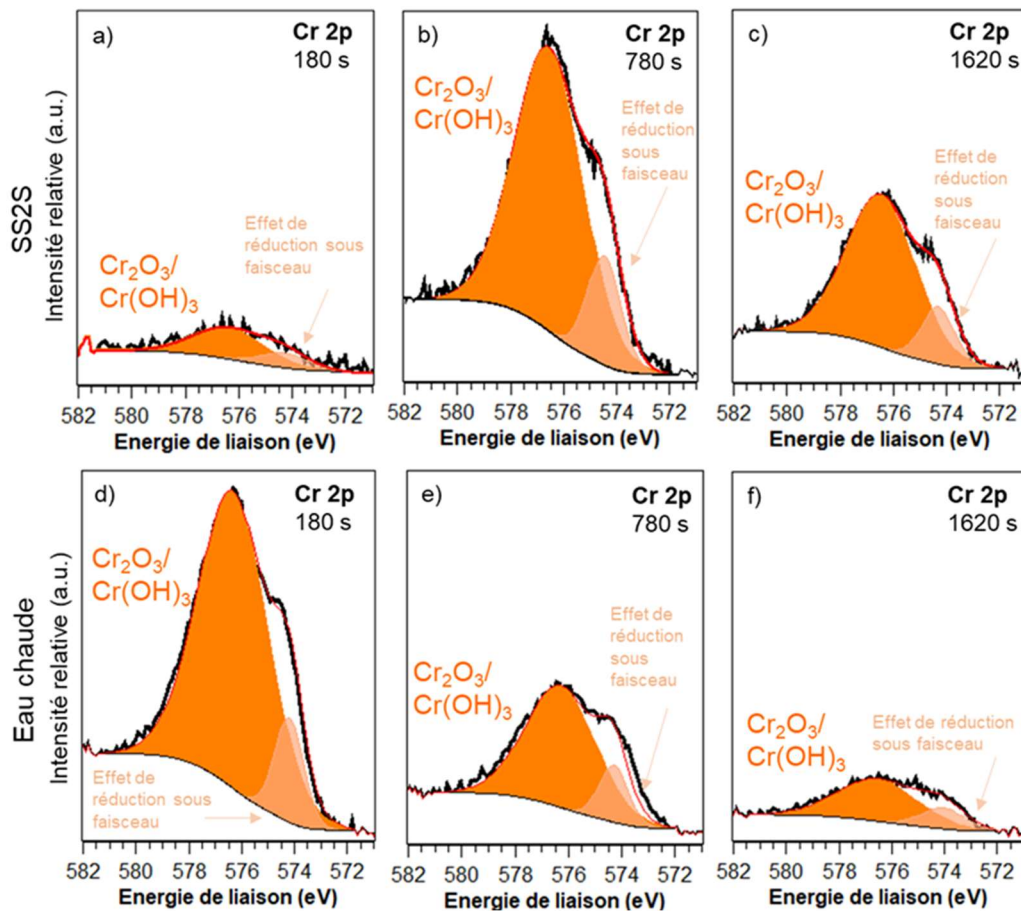 SS2S
Intensité relative (a.u.)
a)
Cr 2p
180 s
Effet de
réduction sous
faisceau
Cr₂O₃/
Cr(OH)₃
582 580 578 576 574 572
Energie de liaison (eV)
b)
Cr 2p
780 s
Cr₂O₃/
Cr(OH)₃
Effet de
réduction
sous
faisceau
582 580 578 576 574 572
Energie de liaison (eV)
c)
Cr 2p
1620 s
Effet de
réduction
sous
faisceau
Cr₂O₃/
Cr(OH)₃
582 580 578 576 574 572
Energie de liaison (eV)
Eau chaude
Intensité relative (a.u.)
d)
Cr 2p
180 s
Cr₂O₃/
Cr(OH)₃
Effet de
réduction sous
faisceau
582 580 578 576 574 572
Energie de liaison (eV)
e)
Cr 2p
780 s
Effet de
réduction
sous
faisceau
Cr₂O₃/
Cr(OH)₃
582 580 578 576 574 572
Energie de liaison (eV)
f)
Cr 2p
1620 s
Cr₂O₃/
Cr(OH)₃
Effet de réduction
sous faisceau
582 580 578 576 574 572
Energie de liaison (eV)